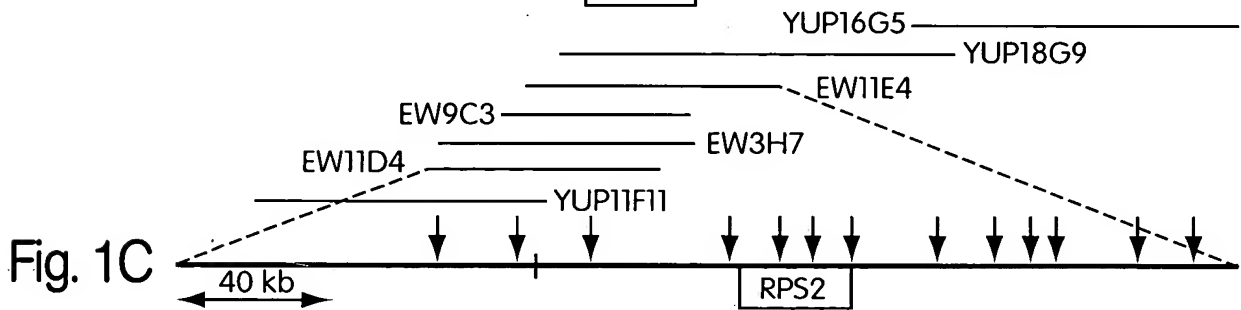 YUP16G5
YUP18G9
EW11E4
EW9C3
EW3H7
EW11D4
YUP11F11
Fig. 1C
40 kb
RPS2